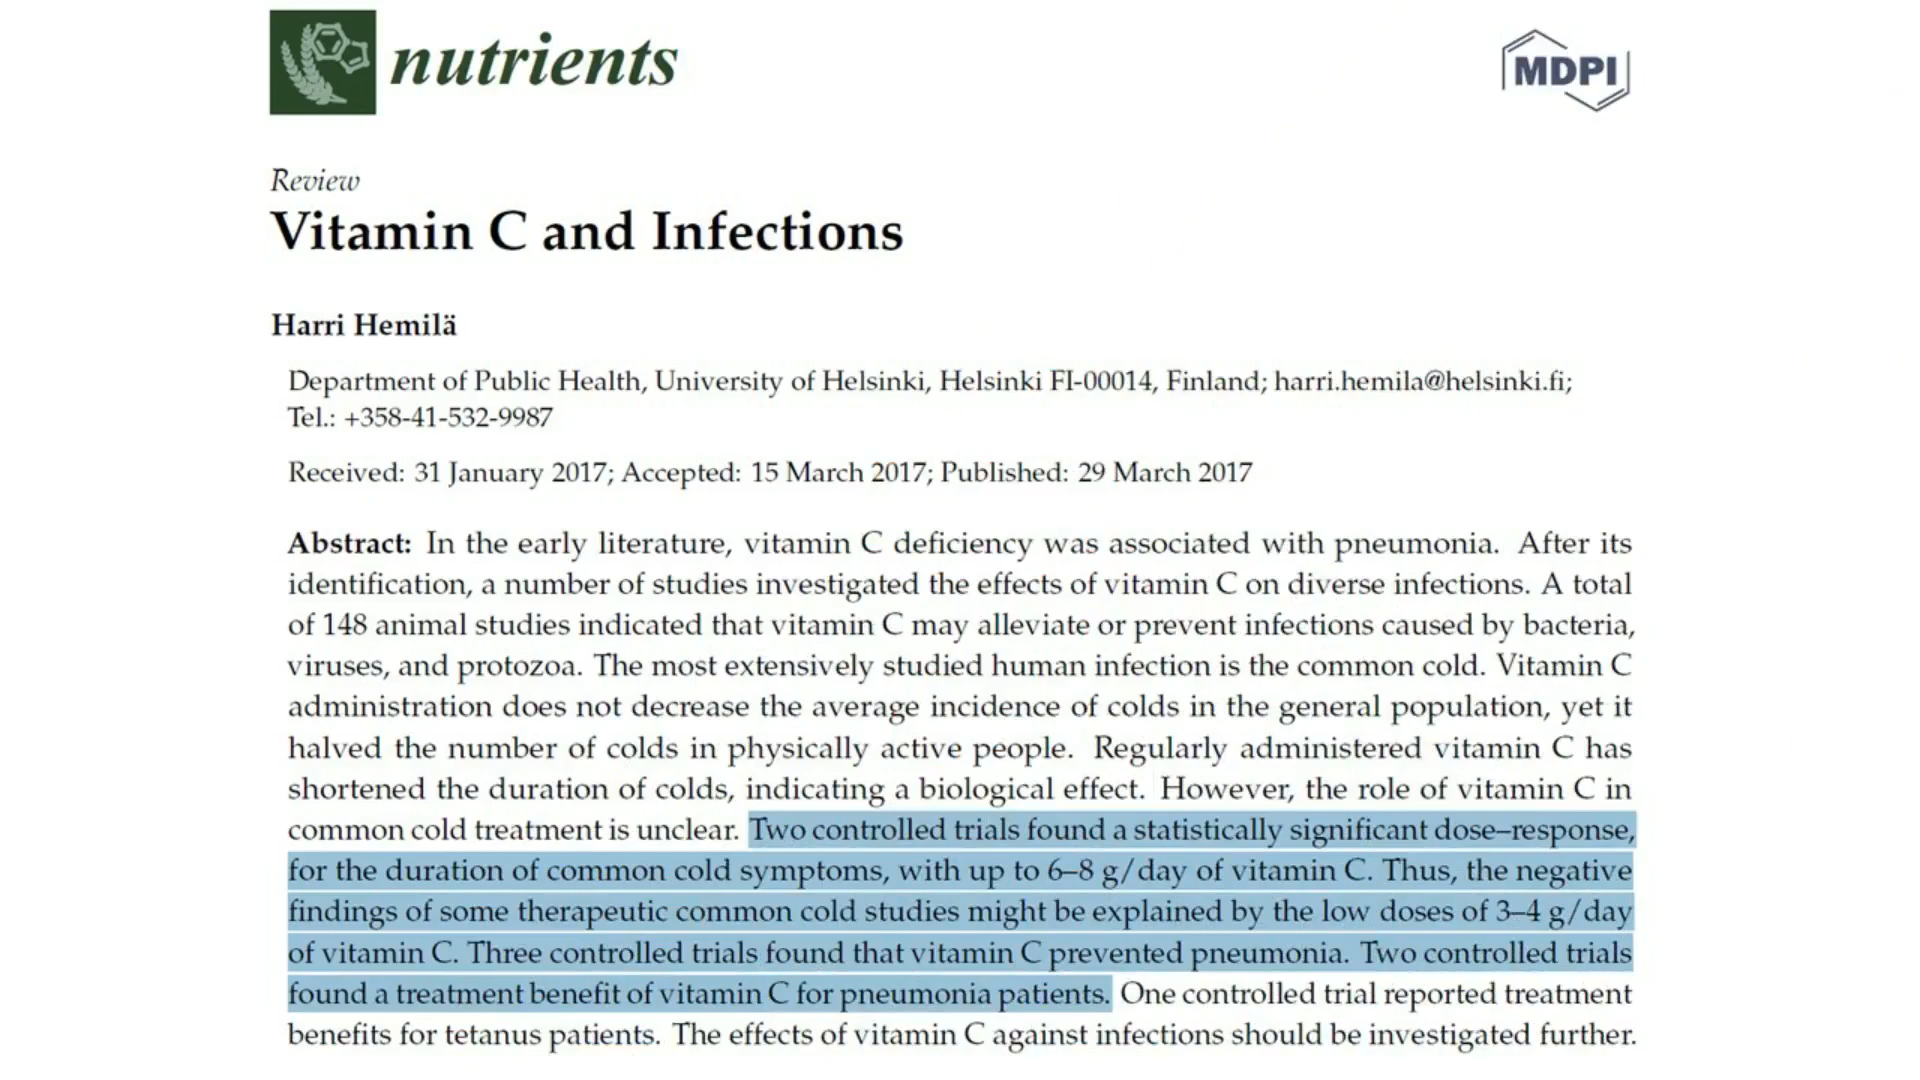 nutrients
MDPI
Review
Vitamin C and Infections
Harri Hemilä
Department of Public Health, University of Helsinki, Helsinki FI-00014, Finland; harri.hemila@helsinki.fi;
Tel.: +358-41-532-9987
Received: 31 January 2017; Accepted: 15 March 2017; Published: 29 March 2017
Abstract: In the early literature, vitamin C deficiency was associated with pneumonia. After its
identification, a number of studies investigated the effects of vitamin C on diverse infections. A total
of 148 animal studies indicated that vitamin C may alleviate or prevent infections caused by bacteria,
viruses, and protozoa. The most extensively studied human infection is the common cold. Vitamin C
administration does not decrease the average incidence of colds in the general population, yet it
halved the number of colds in physically active people. Regularly administered vitamin C has
shortened the duration of colds, indicating a biological effect. However, the role of vitamin C in
common cold treatment is unclear. Two controlled trials found a statistically significant dose–response,
for the duration of common cold symptoms, with up to 6–8 g/day of vitamin C. Thus, the negative
findings of some therapeutic common cold studies might be explained by the low doses of 3–4 g/day
of vitamin C. Three controlled trials found that vitamin C prevented pneumonia. Two controlled trials
found a treatment benefit of vitamin C for pneumonia patients. One controlled trial reported treatment
benefits for tetanus patients. The effects of vitamin C against infections should be investigated further.